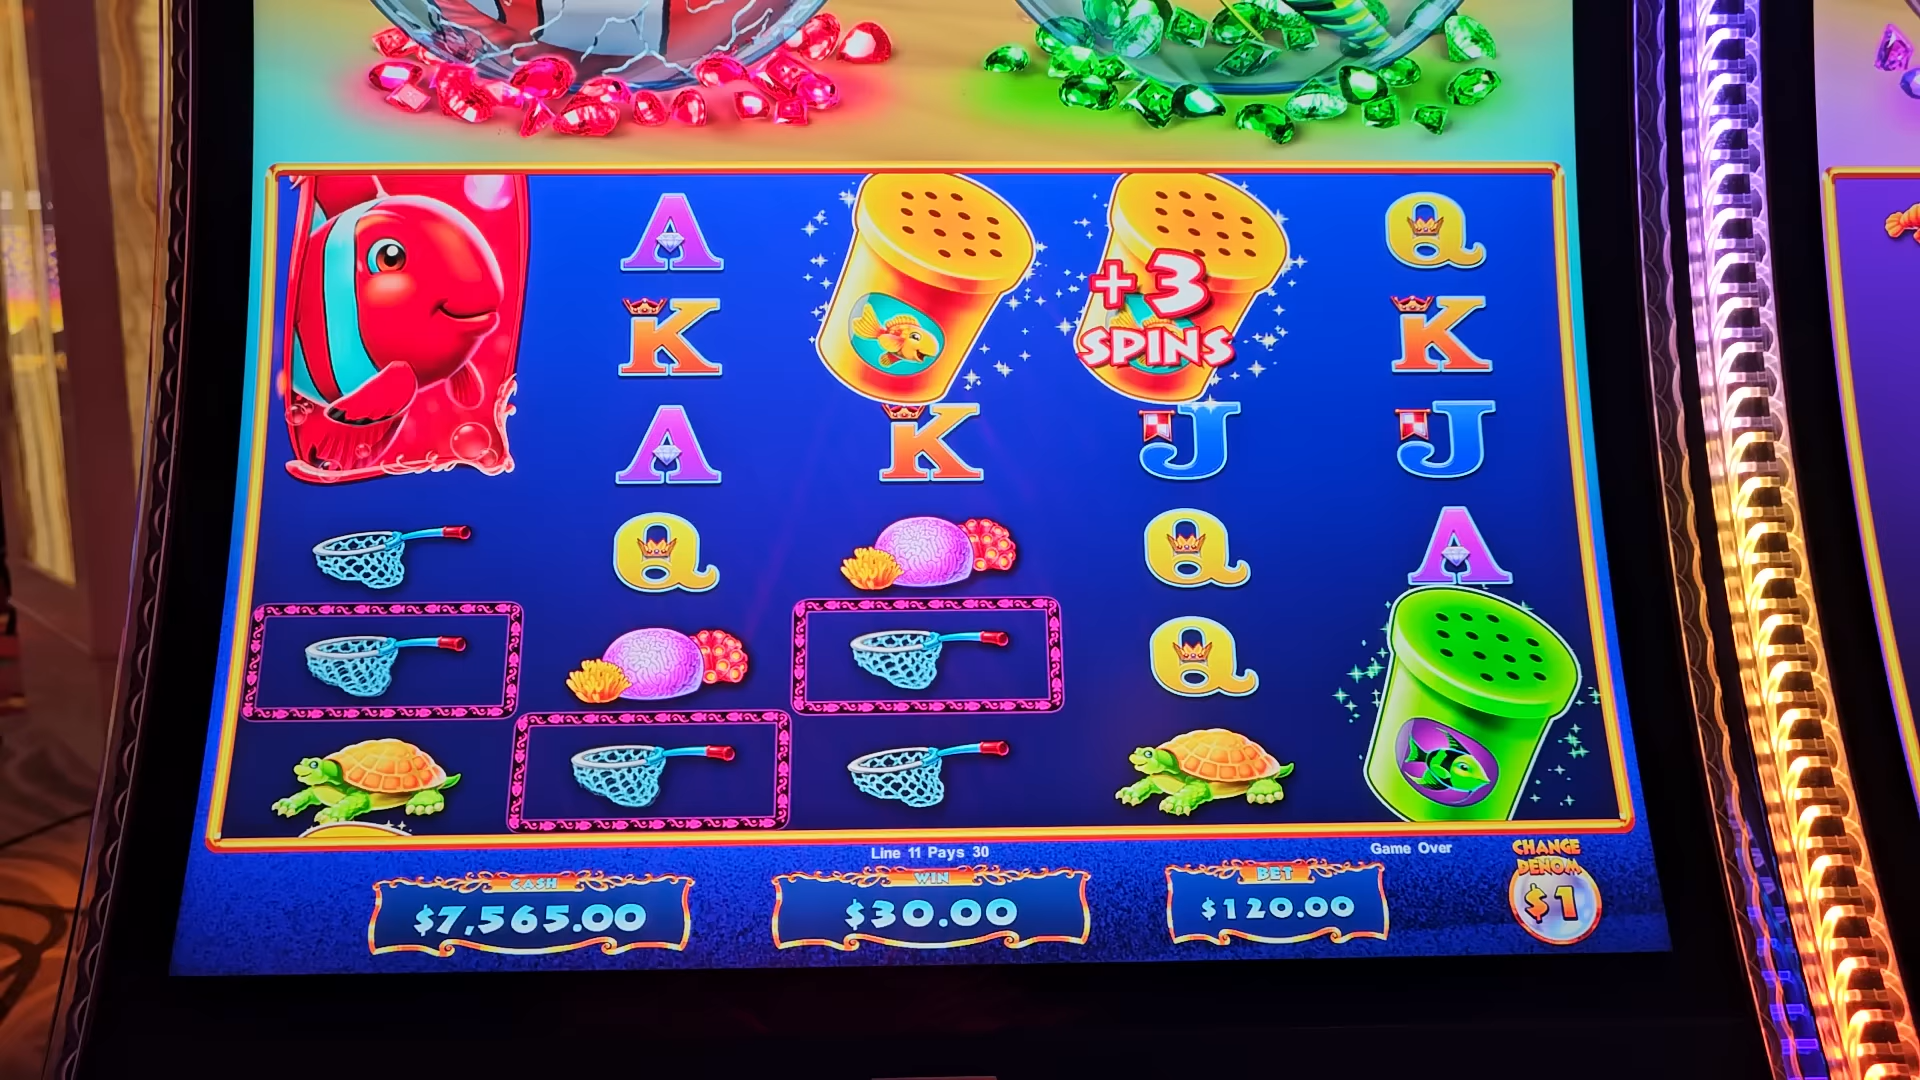 A
Q
K
+3
SPINS
K
A
K
J
J
Q
Q
A
Q
Line 11 Pays 30
Game Over
CHANGE
DENOM
$1
CASH
WIN
BET
$7,565.00
$30.00
$120.00